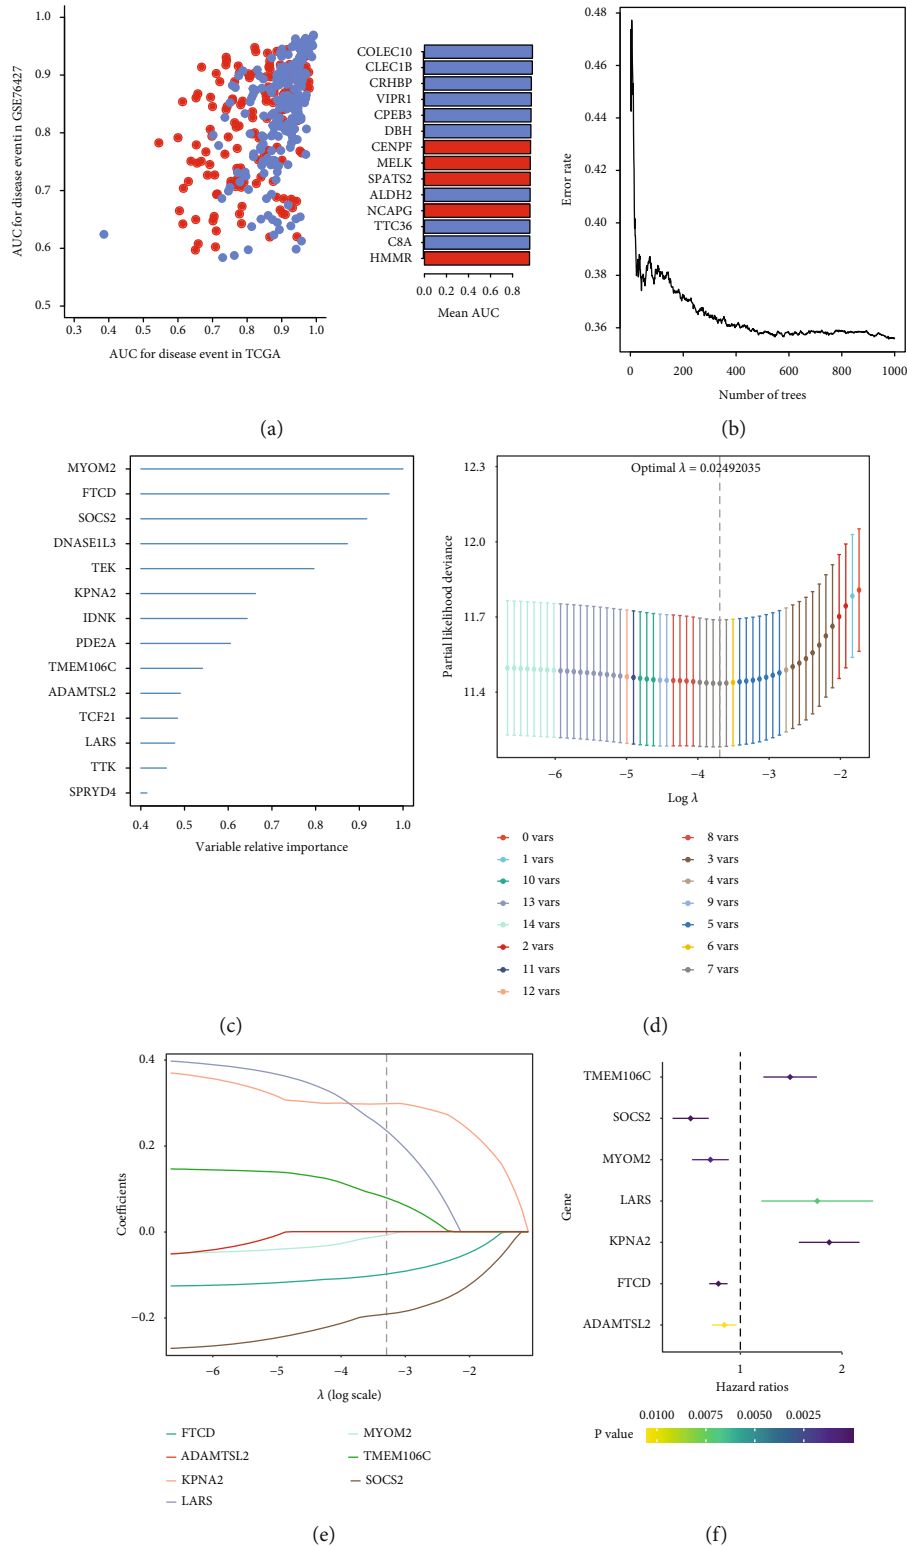 1.0
0.9
0.8
0.7
0.6
0.5
AUC for disease event in GSE76427
0.3 0.4 0.5 0.6 0.7 0.8 0.9 1.0
AUC for disease event in TCGA
COLEC10
CLEC1B
CRHBP
VIPR1
CPEB3
DBH
CENPF
MELK
SPATS2
ALDH2
NCAPG
TTC36
C8A
HMMR
0.0 0.2 0.4 0.6 0.8
Mean AUC
(a)
0.48
0.46
0.44
0.42
0.40
0.38
0.36
Error rate
0 200 400 600 800 1000
Number of trees
(b)
MYOM2
FTCD
SOCS2
DNASE1L3
TEK
KPNA2
IDNK
PDE2A
TMEM106C
ADAMTSL2
TCF21
LARS
TTK
SPRYD4
0.4 0.5 0.6 0.7 0.8 0.9 1.0
Variable relative importance
(c)
Optimal λ = 0.02492035
12.3
12.0
11.7
11.4
Partial likelihood deviance
−6 −5 −4 −3 −2
Log λ
0 vars
1 vars
10 vars
13 vars
14 vars
2 vars
11 vars
12 vars
8 vars
3 vars
4 vars
9 vars
5 vars
6 vars
7 vars
(d)
0.4
0.2
0.0
−0.2
Coefficients
−6 −5 −4 −3 −2
λ (log scale)
FTCD
ADAMTSL2
KPNA2
LARS
MYOM2
TMEM106C
SOCS2
(e)
TMEM106C
SOCS2
MYOM2
LARS
KPNA2
FTCD
ADAMTSL2
Gene
1 2
Hazard ratios
0.0100 0.0075 0.0050 0.0025
P value
(f)